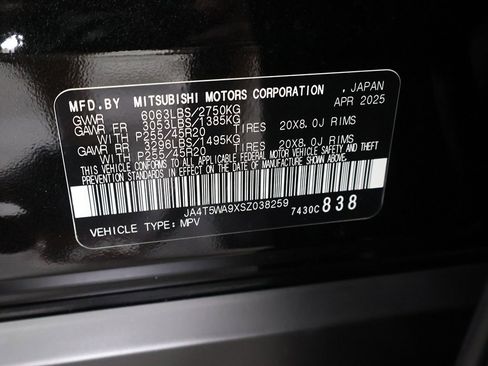 MFD.BY MITSUBISHI MOTORS CORPORATION , JAPAN
GVWR 6063LBS/2750KG APR 2025
GAWR FR 3053LBS/1385KG
WITH P255/45R20 TIRES 20X8.0J RIMS
GAWR RR 3296LBS/1495KG
WITH P255/45R20 TIRES 20X8.0J RIMS
THIS VEHICLE CONFORMS TO ALL APPLICABLE FEDERAL MOTOR VEHICLE SAFETY AND THEFT
PREVENTION STANDARDS IN EFFECT ON THE DATE OF MANUFACTURE SHOWN ABOVE.
JA4T5WA9XSZ038259 7430C 838
VEHICLE TYPE: MPV